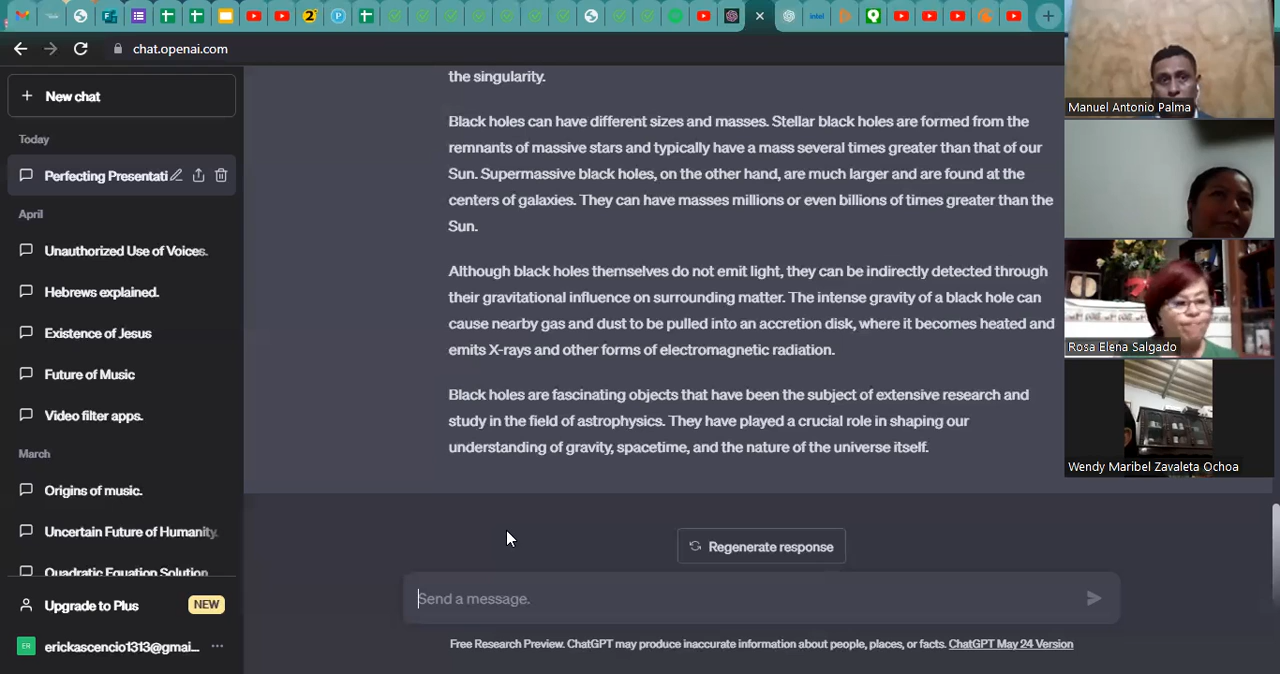 intel
chat.openai.com
New chat
Today
Perfecting Presentati
April
Unauthorized Use of Voices.
Hebrews explained.
Existence of Jesus
Future of Music
Video filter apps.
March
Origins of music.
Uncertain Future of Humanity.
Quadratic Equation Solution
Upgrade to Plus NEW
ER erickascencio1313@gmai...
the singularity.
Black holes can have different sizes and masses. Stellar black holes are formed from the
remnants of massive stars and typically have a mass several times greater than that of our
Sun. Supermassive black holes, on the other hand, are much larger and are found at the
centers of galaxies. They can have masses millions or even billions of times greater than the
Sun.
Although black holes themselves do not emit light, they can be indirectly detected through
their gravitational influence on surrounding matter. The intense gravity of a black hole can
cause nearby gas and dust to be pulled into an accretion disk, where it becomes heated and
emits X-rays and other forms of electromagnetic radiation.
Black holes are fascinating objects that have been the subject of extensive research and
study in the field of astrophysics. They have played a crucial role in shaping our
understanding of gravity, spacetime, and the nature of the universe itself.
Regenerate response
Send a message.
Free Research Preview. ChatGPT may produce inaccurate information about people, places, or facts. ChatGPT May 24 Version
Manuel Antonio Palma
Rosa Elena Salgado
Wendy Maribel Zavaleta Ochoa